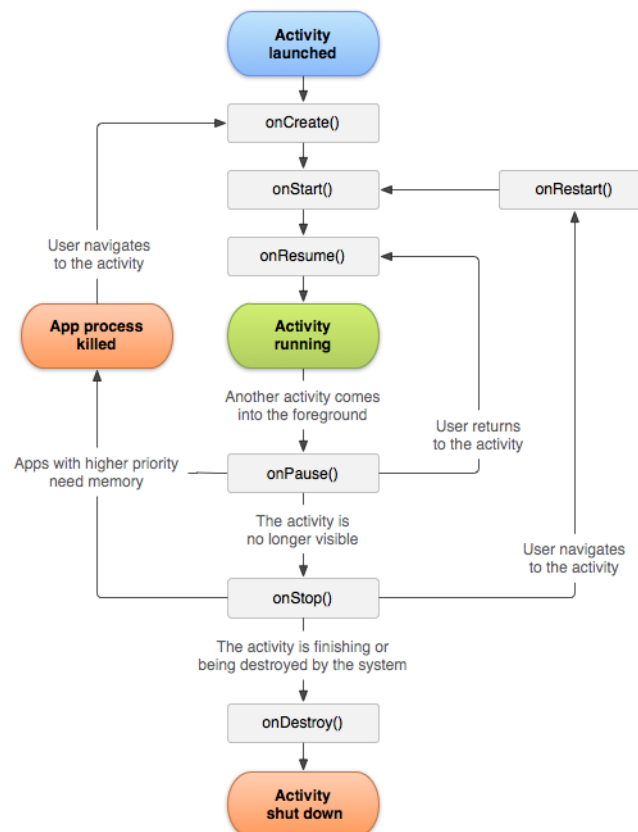 Activity
launched
onCreate()
onStart()
onRestart()
User navigates
to the activity
onResume()
App process
killed
Activity
running
Another activity comes
into the foreground
User returns
to the activity
Apps with higher priority
need memory
onPause()
The activity is
no longer visible
User navigates
to the activity
onStop()
The activity is finishing or
being destroyed by the system
onDestroy()
Activity
shut down